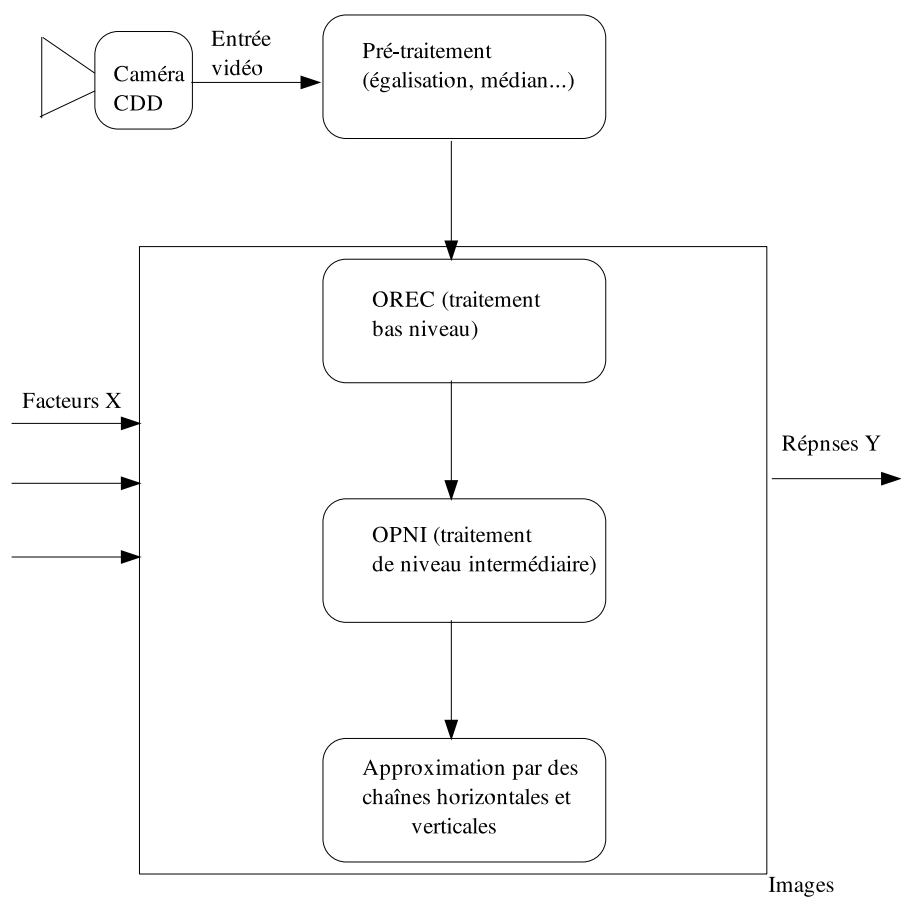 Caméra
CDD
Entrée
vidéo
Pré-traitement
(égalisation, médian...)
OREC (traitement
bas niveau)
Facteurs X
Répnses Y
OPNI (traitement
de niveau intermédiaire)
Approximation par des
chaînes horizontales et
verticales
Images